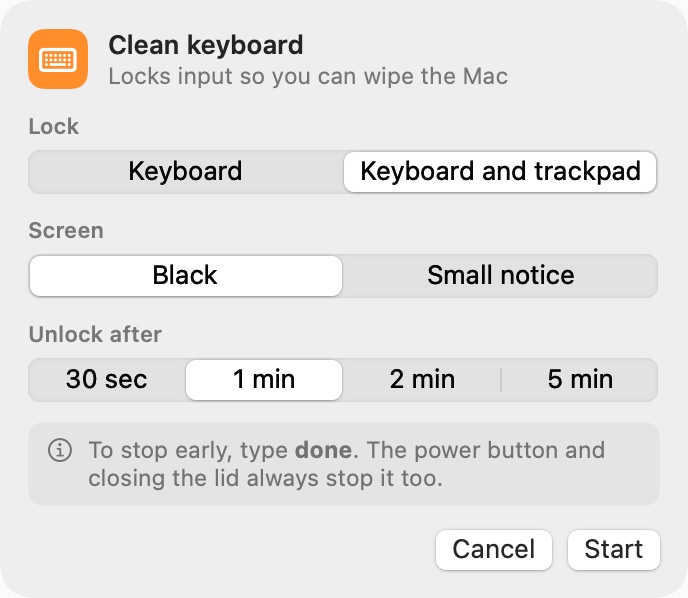 Clean keyboard
Locks input so you can wipe the Mac
Lock
Keyboard
Keyboard and trackpad
Screen
Black
Small notice
Unlock after
30 sec
1 min
2 min
5 min
To stop early, type done. The power button and
closing the lid always stop it too.
Cancel
Start